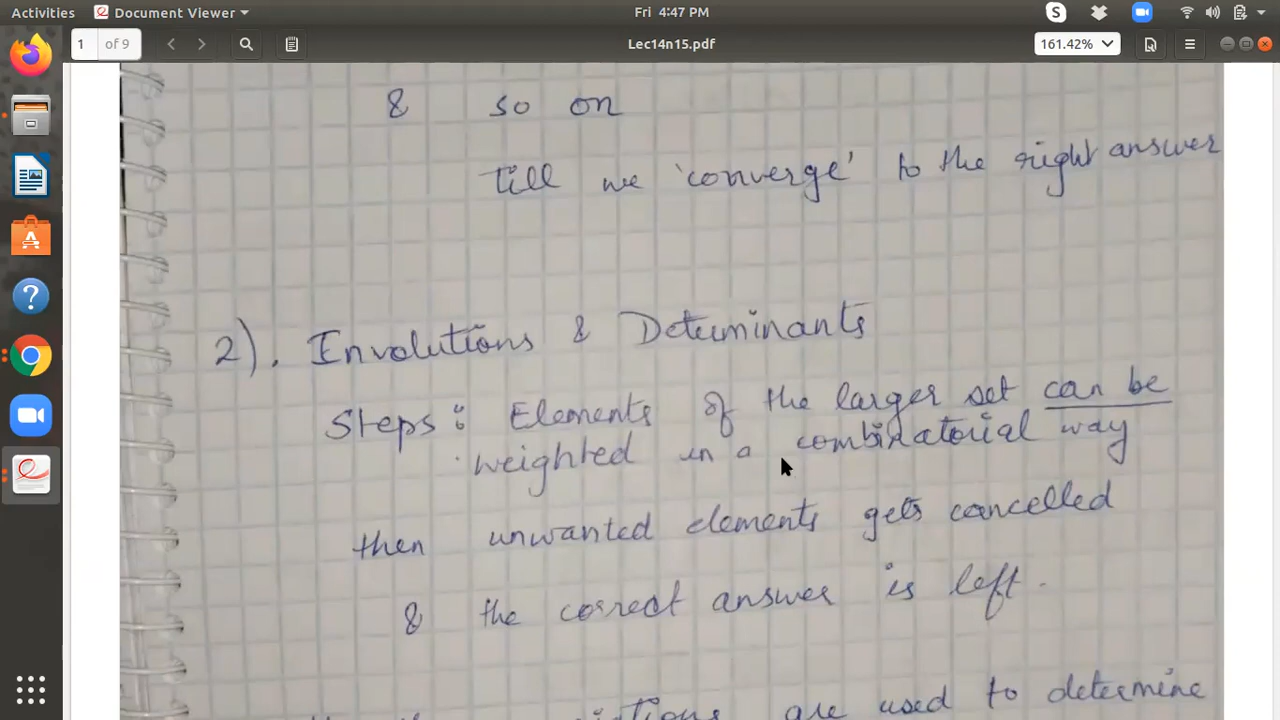 Activities Document Viewer Fri 4:47 PM
1 of 9 Lec14n15.pdf 161.42%
& so on
till we 'converge' to the right answer
2). Involutions & Determinants
Steps: Elements of the larger set can be
weighted in a combinatorial way
then unwanted elements gets cancelled
& the correct answer is left.
are used to determine